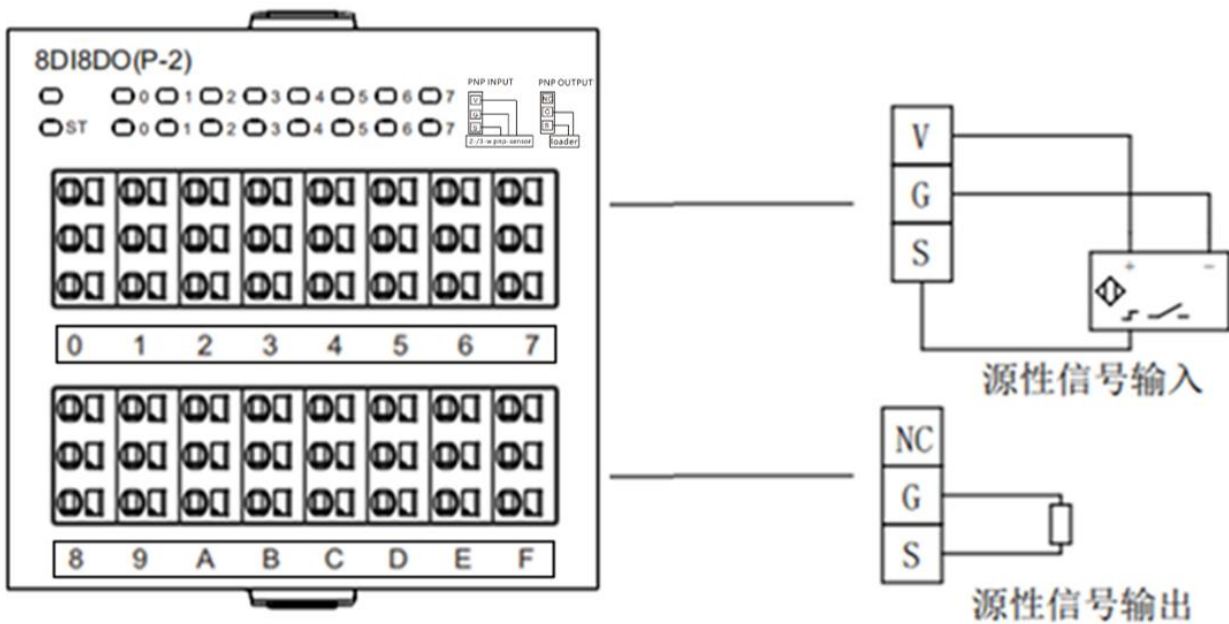 8DI8DO(P-2)
PNP INPUT
PNP OUTPUT
0 1 2 3 4 5 6 7
ST 0 1 2 3 4 5 6 7
V
G
S
2-/3-w pnp-sensor
NC
G
S
loader
0 1 2 3 4 5 6 7
8 9 A B C D E F
V
G
S
+ -
源性信号输入
NC
G
S
源性信号输出